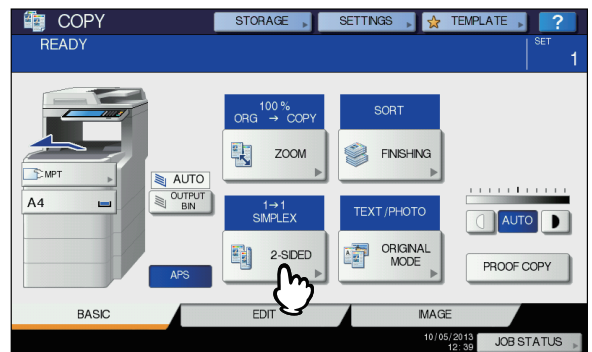 COPY
STORAGE
SETTINGS
TEMPLATE
?
READY
SET
1
100 %
ORG → COPY
ZOOM
SORT
FINISHING
MPT
A4
AUTO
OUTPUT
BIN
APS
1→1
SIMPLEX
2-SIDED
TEXT/PHOTO
ORIGINAL
MODE
AUTO
PROOF COPY
BASIC
EDIT
IMAGE
10/05/2013
12:39
JOB STATUS